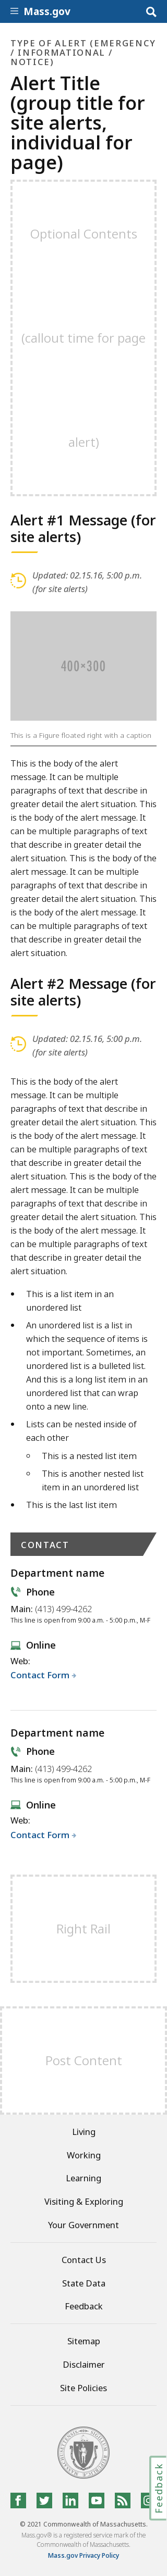 Mass.gov
TYPE OF ALERT (EMERGENCY
/ INFORMATIONAL /
NOTICE)
Alert Title
(group title for
site alerts,
individual for
page)
Optional Contents
(callout time for page
alert)
Alert #1 Message (for
site alerts)
Updated: 02.15.16, 5:00 p.m.
(for site alerts)
400×300
This is a Figure floated right with a caption
This is the body of the alert
message. It can be multiple
paragraphs of text that describe in
greater detail the alert situation. This
is the body of the alert message. It
can be multiple paragraphs of text
that describe in greater detail the
alert situation. This is the body of the
alert message. It can be multiple
paragraphs of text that describe in
greater detail the alert situation. This
is the body of the alert message. It
can be multiple paragraphs of text
that describe in greater detail the
alert situation.
Alert #2 Message (for
site alerts)
Updated: 02.15.16, 5:00 p.m.
(for site alerts)
This is the body of the alert
message. It can be multiple
paragraphs of text that describe in
greater detail the alert situation. This
is the body of the alert message. It
can be multiple paragraphs of text
that describe in greater detail the
alert situation. This is the body of the
alert message. It can be multiple
paragraphs of text that describe in
greater detail the alert situation. This
is the body of the alert message. It
can be multiple paragraphs of text
that describe in greater detail the
alert situation.
• This is a list item in an
unordered list
• An unordered list is a list in
which the sequence of items is
not important. Sometimes, an
unordered list is a bulleted list.
And this is a long list item in an
unordered list that can wrap
onto a new line.
• Lists can be nested inside of
each other
◦ This is a nested list item
◦ This is another nested list
item in an unordered list
• This is the last list item
CONTACT
Department name
Phone
Main: (413) 499-4262
This line is open from 9:00 a.m. - 5:00 p.m., M-F
Online
Web:
Contact Form +
Department name
Phone
Main: (413) 499-4262
This line is open from 9:00 a.m. - 5:00 p.m., M-F
Online
Web:
Contact Form +
Right Rail
Post Content
Living
Working
Learning
Visiting & Exploring
Your Government
Contact Us
State Data
Feedback
Sitemap
Disclaimer
Site Policies
Feedback
© 2021 Commonwealth of Massachusetts.
Mass.gov® is a registered service mark of the
Commonwealth of Massachusetts.
Mass.gov Privacy Policy